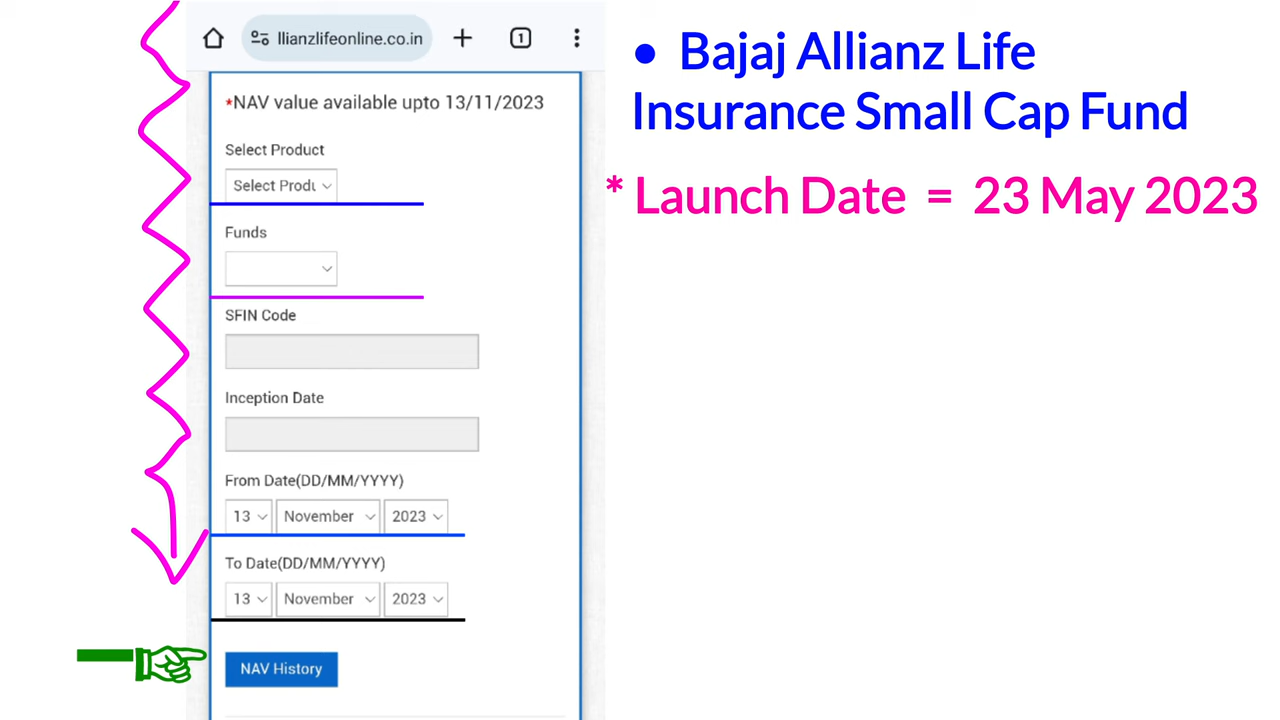 llianzlifeonline.co.in
1
*NAV value available upto 13/11/2023
Select Product
Select Produ
Funds
SFIN Code
Inception Date
From Date(DD/MM/YYYY)
13 November 2023
To Date(DD/MM/YYYY)
13 November 2023
NAV History
• Bajaj Allianz Life
Insurance Small Cap Fund
* Launch Date = 23 May 2023